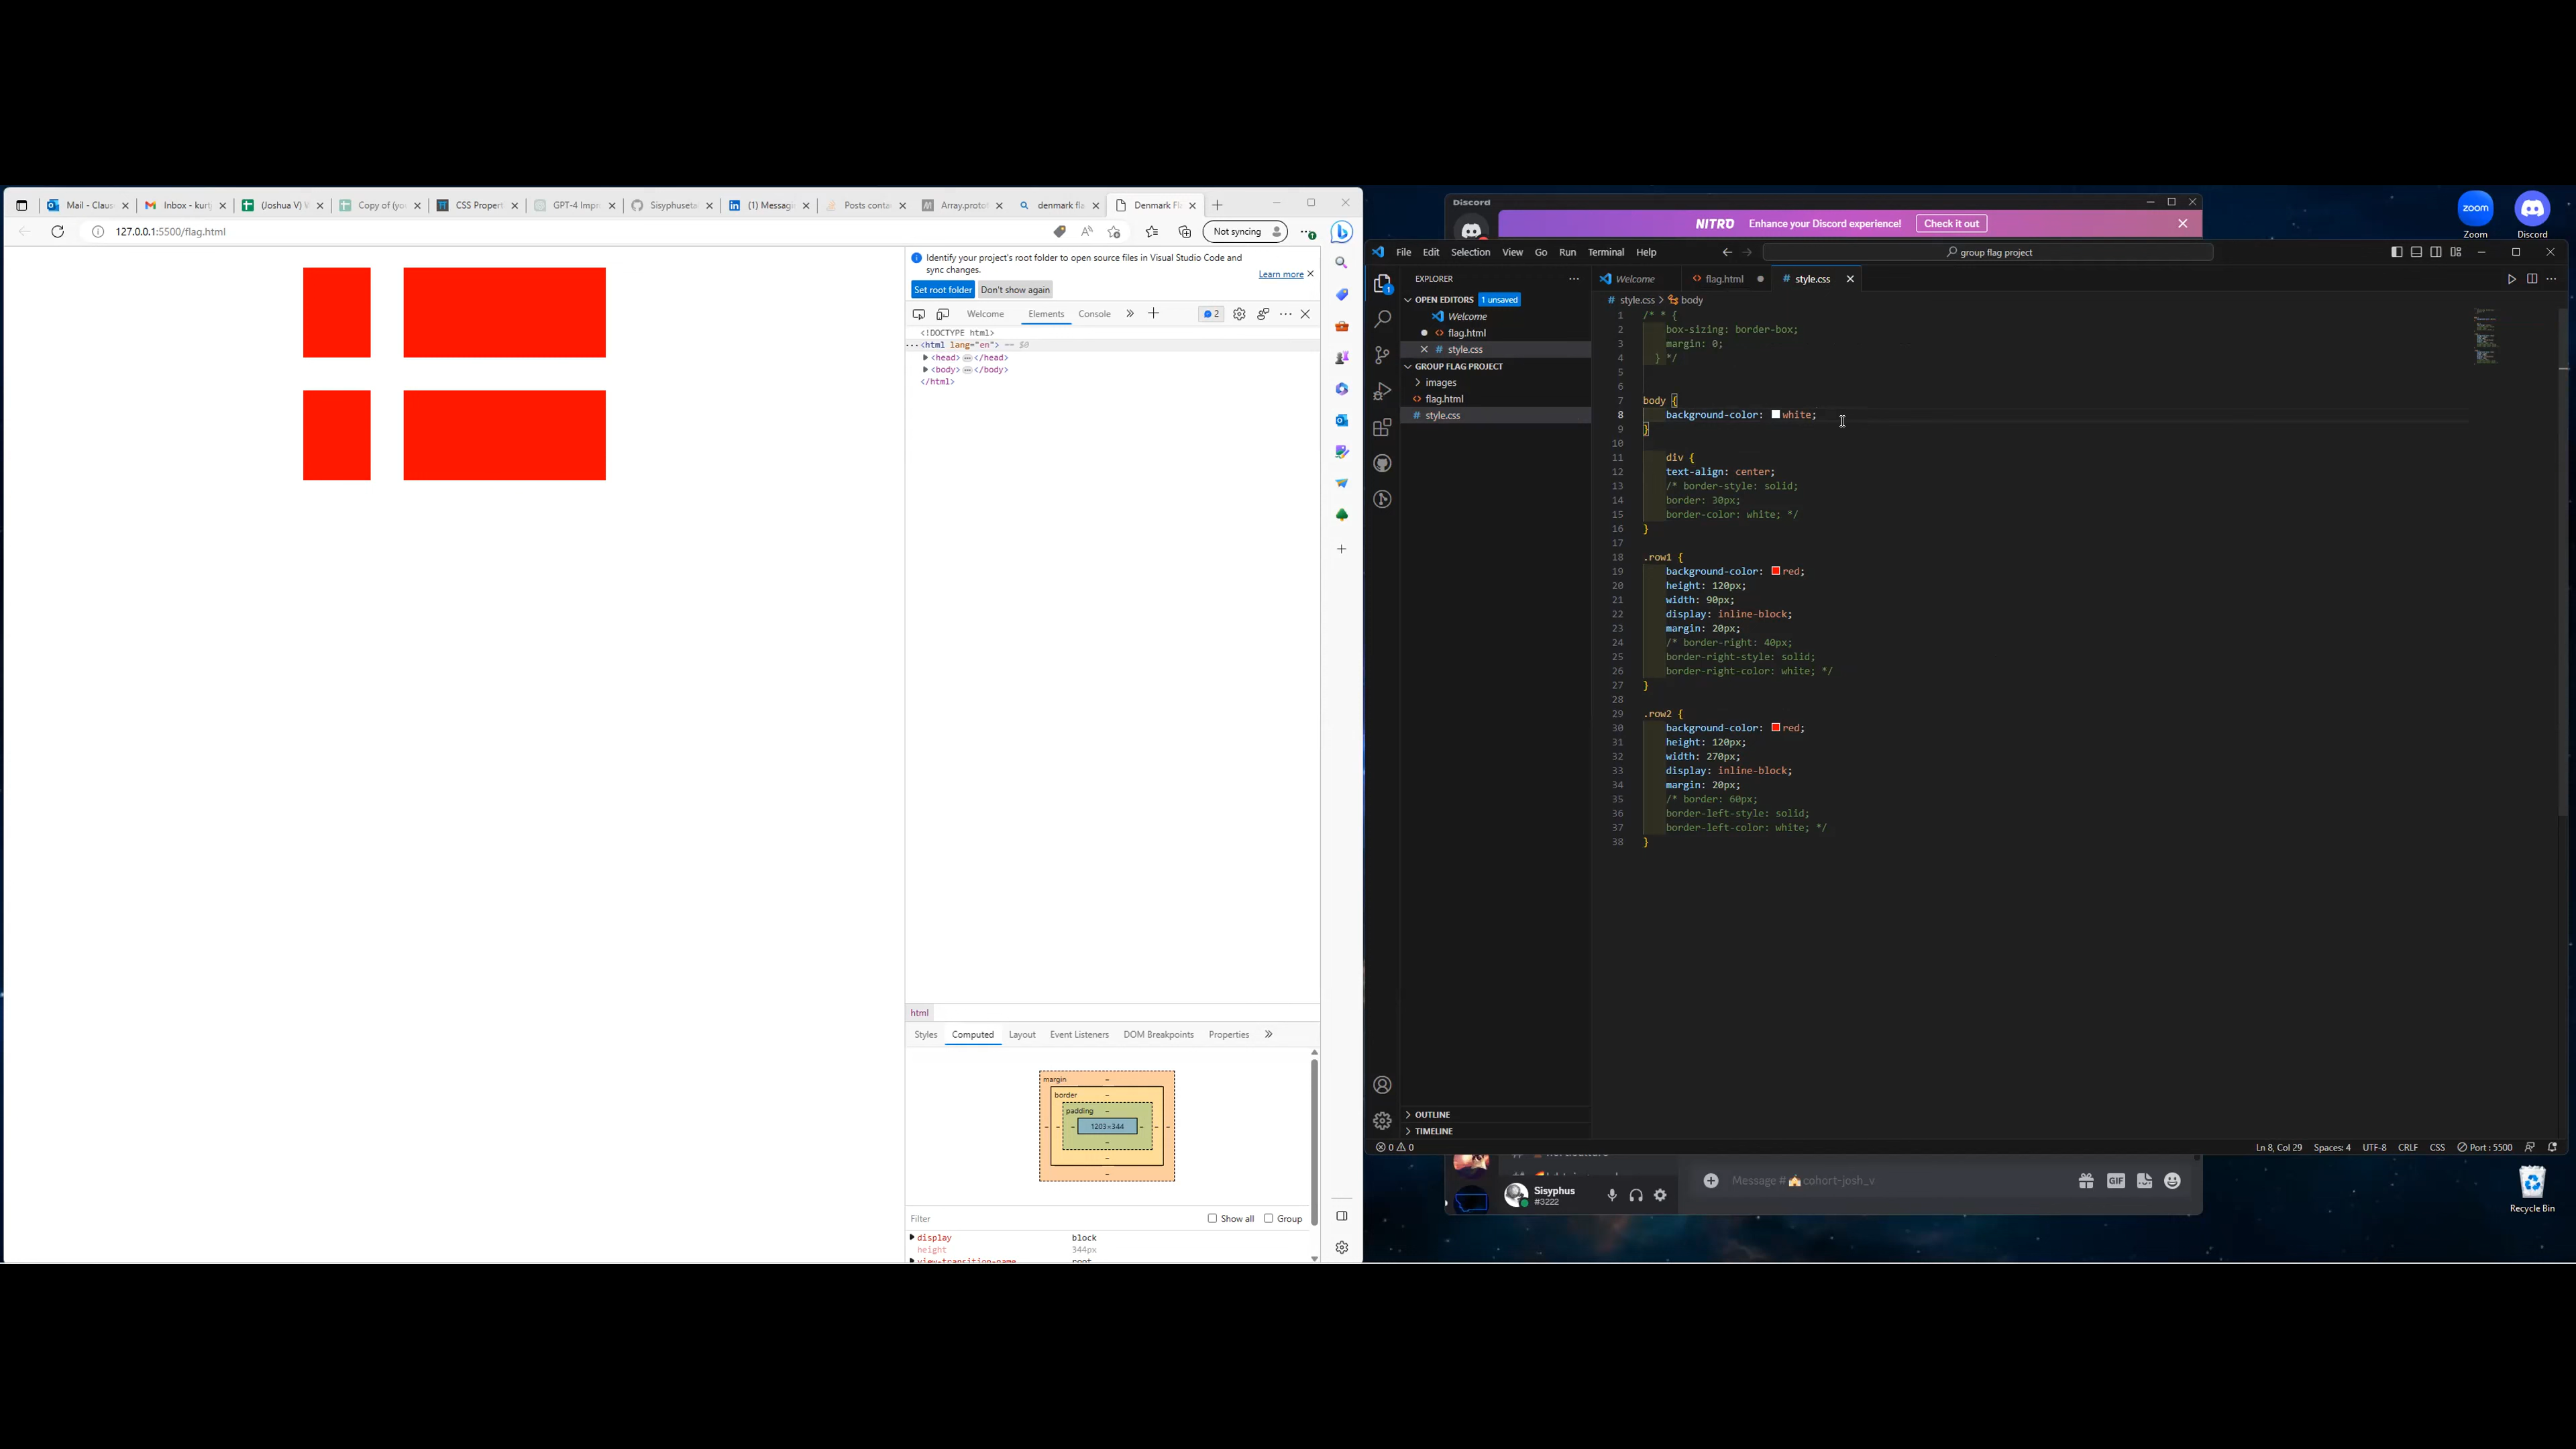 Mail - Claus
Inbox - kurt
(Joshua V) W
Copy of (yo
CSS Propert
GPT-4 Impr
Sisyphuseta
(1) Messagi
Posts conta
Array.protot
denmark fla
Denmark Fl
127.0.0.1:5500/flag.html
Not syncing
Identify your project's root folder to open source files in Visual Studio Code and
sync changes.
Learn more
Set root folder
Don't show again
Welcome
Elements
Console
2
<!DOCTYPE html>
<html lang="en"> == $0
<head> </head>
<body> </body>
</html>
html
Styles
Computed
Layout
Event Listeners
DOM Breakpoints
Properties
margin
border
padding
1203×344
Filter
Show all
Group
display block
height 344px
view-transition-name root
Discord
NITRO
Enhance your Discord experience!
Check it out
Zoom
Discord
File Edit Selection View Go Run Terminal Help
group flag project
EXPLORER
OPEN EDITORS 1 unsaved
Welcome
flag.html
style.css
GROUP FLAG PROJECT
images
flag.html
style.css
OUTLINE
TIMELINE
Welcome
flag.html
style.css
style.css > body
1 /* * {
2 box-sizing: border-box;
3 margin: 0;
4 } */
5
6
7 body {
8 background-color: white;
9 }
10
11 div {
12 text-align: center;
13 /* border-style: solid;
14 border: 30px;
15 border-color: white; */
16 }
17
18 .row1 {
19 background-color: red;
20 height: 120px;
21 width: 90px;
22 display: inline-block;
23 margin: 20px;
24 /* border-right: 40px;
25 border-right-style: solid;
26 border-right-color: white; */
27 }
28
29 .row2 {
30 background-color: red;
31 height: 120px;
32 width: 270px;
33 display: inline-block;
34 margin: 20px;
35 /* border: 60px;
36 border-left-style: solid;
37 border-left-color: white; */
38 }
0 0
Ln 8, Col 29
Spaces: 4
UTF-8
CRLF
CSS
Port : 5500
Sisyphus
#3222
Message # cohort-josh_v
GIF
Recycle Bin